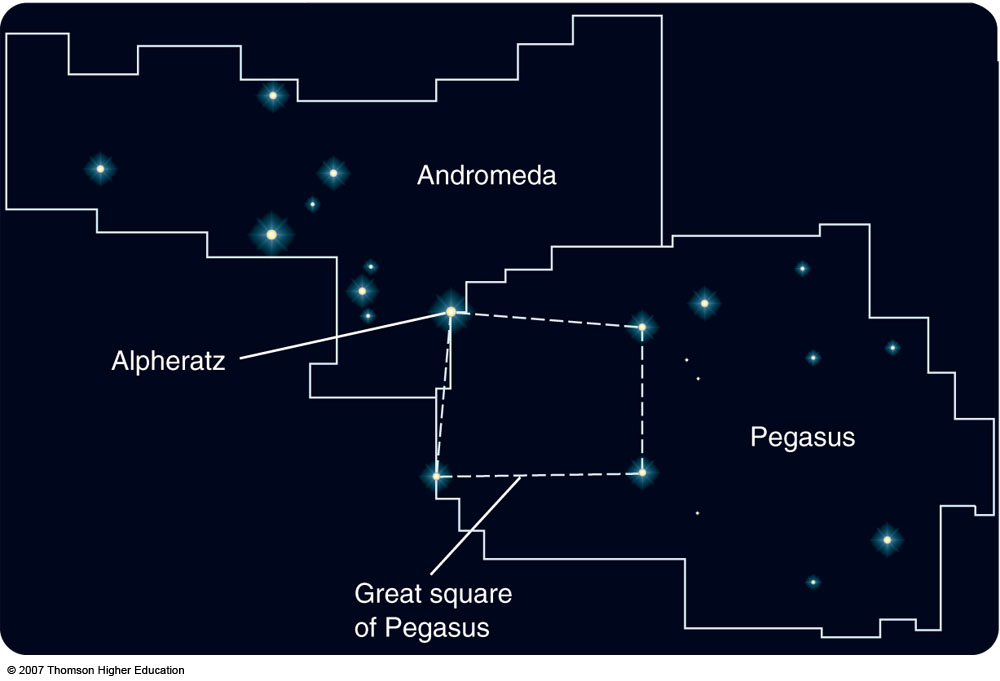 Andromeda
Alpheratz
Pegasus
Great square
of Pegasus
© 2007 Thomson Higher Education